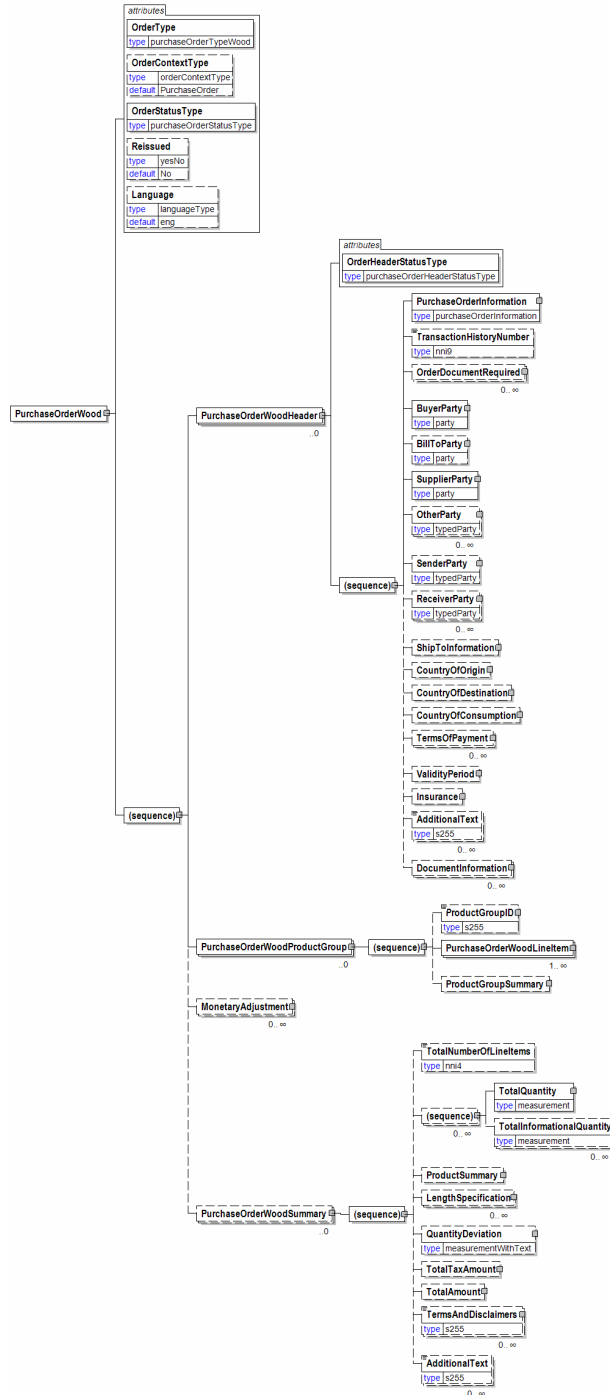 attributes
OrderType
type purchaseOrderTypeWood
OrderContextType
type orderContextType
default PurchaseOrder
OrderStatusType
type purchaseOrderStatusType
Reissued
type yesNo
default No
Language
type languageType
default eng
attributes
OrderHeaderStatusType
type purchaseOrderHeaderStatusType
PurchaseOrderInformation
type purchaseOrderInformation
TransactionHistoryNumber
type nni9
OrderDocumentRequired
0.. ∞
BuyerParty
type party
PurchaseOrderWood
PurchaseOrderWoodHeader
..0
BillToParty
type party
SupplierParty
type party
OtherParty
type typedParty
0.. ∞
SenderParty
type typedParty
(sequence)
ReceiverParty
type typedParty
0.. ∞
ShipToInformation
CountryOfOrigin
CountryOfDestination
CountryOfConsumption
TermsOfPayment
0.. ∞
ValidityPeriod
Insurance
(sequence)
AdditionalText
type s255
0.. ∞
DocumentInformation
0.. ∞
ProductGroupID
type s255
PurchaseOrderWoodProductGroup
..0
(sequence)
PurchaseOrderWoodLineItem
1.. ∞
ProductGroupSummary
MonetaryAdjustment
0.. ∞
TotalNumberOfLineItems
type nni4
TotalQuantity
type measurement
(sequence)
0.. ∞
TotalInformationalQuantity
type measurement
0.. ∞
ProductSummary
LengthSpecification
0.. ∞
PurchaseOrderWoodSummary
..0
(sequence)
QuantityDeviation
type measurementWithText
TotalTaxAmount
TotalAmount
TermsAndDisclaimers
type s255
0.. ∞
AdditionalText
type s255
0.. ∞